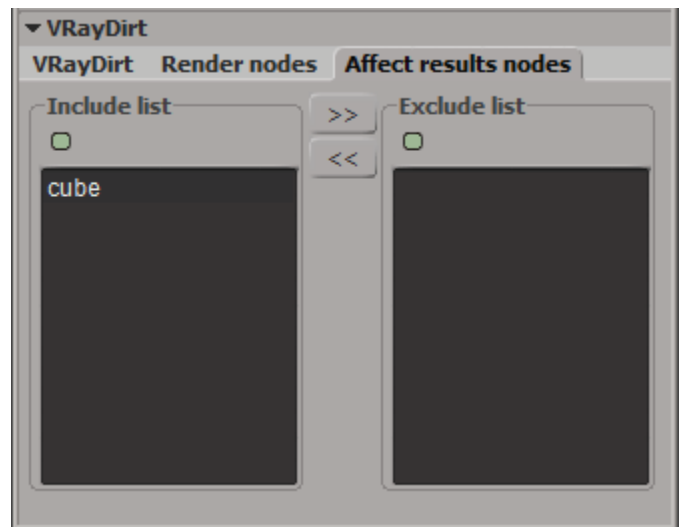 VRayDirt
VRayDirt Render nodes Affect results nodes
Include list
>>
Exclude list
<<
cube